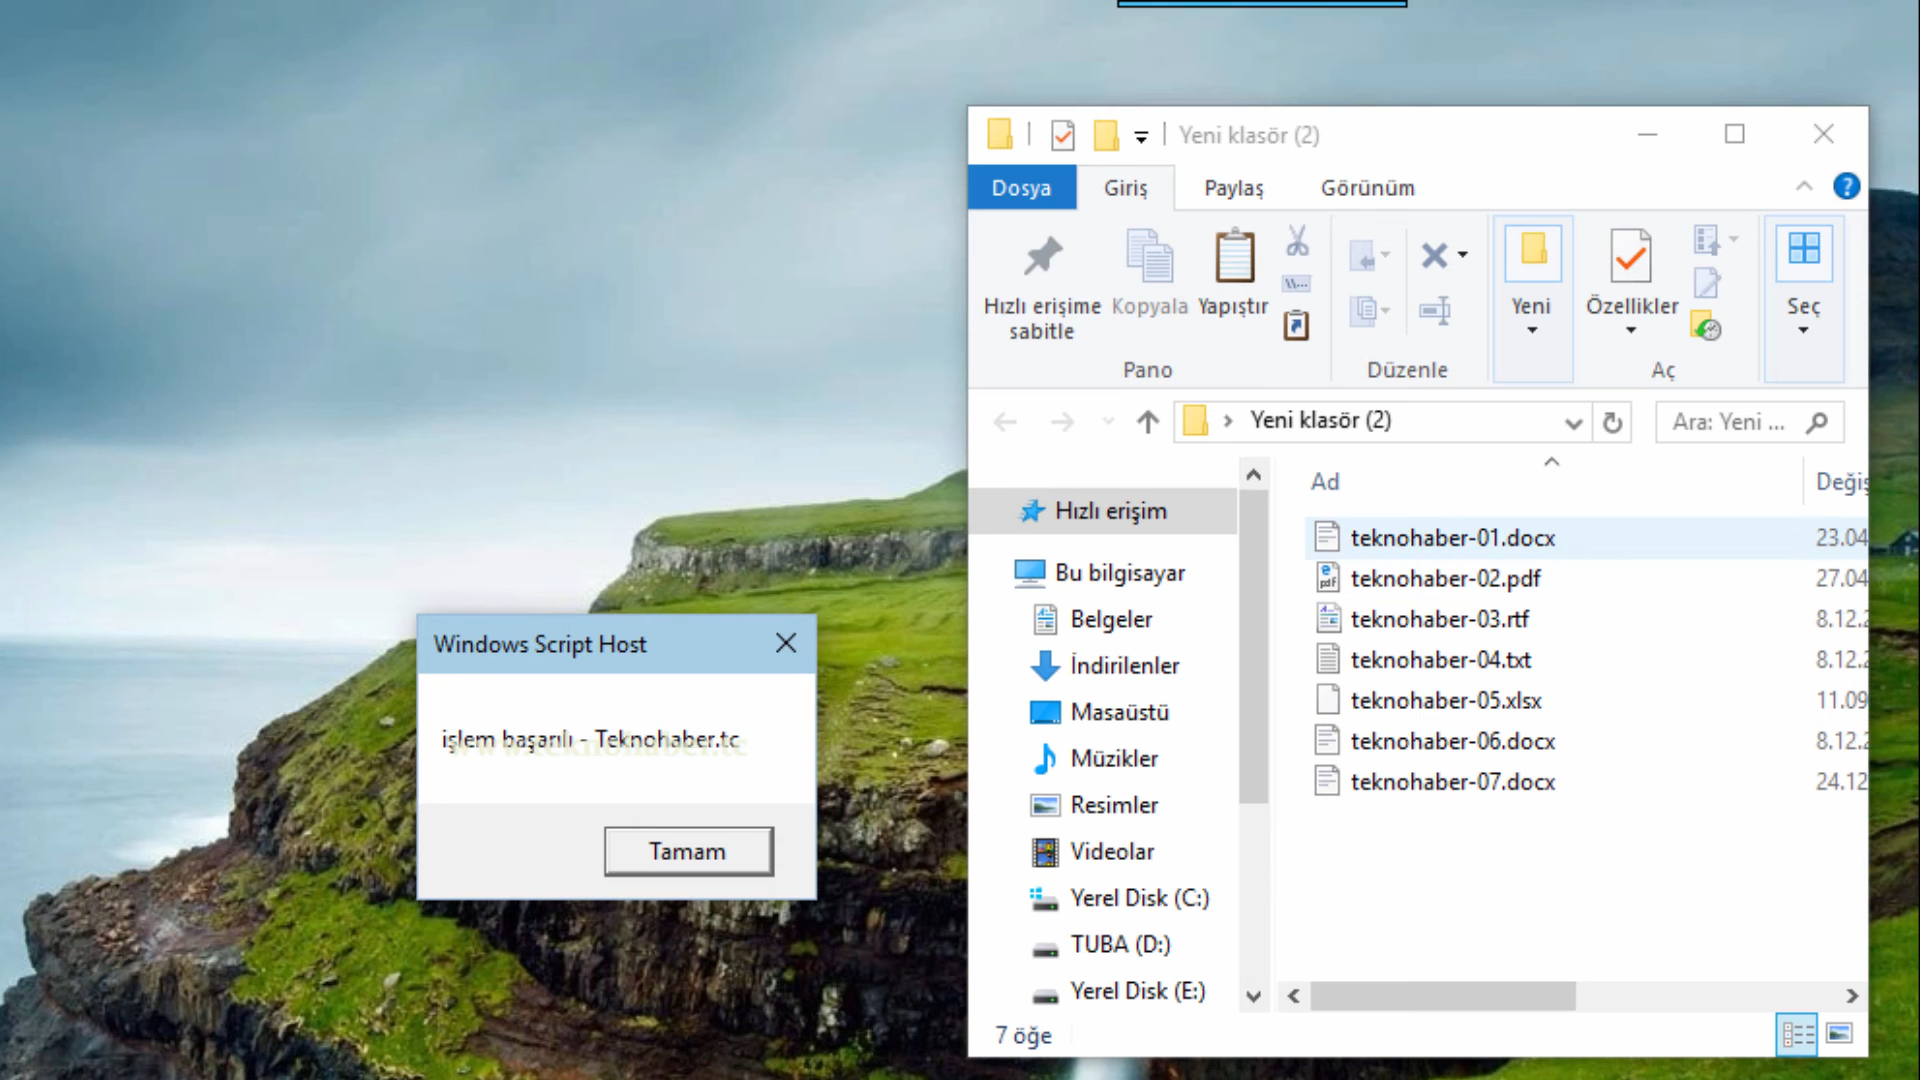 Yeni klasör (2)
Dosya
Giriş
Paylaş
Görünüm
?
Hızlı erişime
sabitle
Kopyala
Yapıştır
Yeni
Özellikler
Seç
Pano
Düzenle
Aç
Yeni klasör (2)
Ara: Yeni ...
Ad
Değiş
Hızlı erişim
Bu bilgisayar
Belgeler
İndirilenler
Masaüstü
Müzikler
Resimler
Videolar
Yerel Disk (C:)
TUBA (D:)
Yerel Disk (E:)
teknohaber-01.docx 23.04
teknohaber-02.pdf 27.04
teknohaber-03.rtf 8.12.2
teknohaber-04.txt 8.12.2
teknohaber-05.xlsx 11.09
teknohaber-06.docx 8.12.2
teknohaber-07.docx 24.12
7 öğe
Windows Script Host
işlem başarılı - Teknohaber.tc
www.teknohaber.tc
Tamam